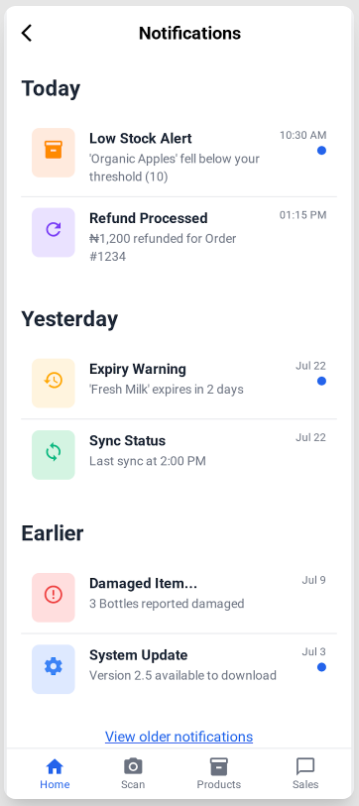 Notifications
Today
Low Stock Alert
10:30 AM
'Organic Apples' fell below your
threshold (10)
Refund Processed
01:15 PM
₦1,200 refunded for Order
#1234
Yesterday
Expiry Warning
Jul 22
'Fresh Milk' expires in 2 days
Sync Status
Jul 22
Last sync at 2:00 PM
Earlier
Damaged Item...
Jul 9
3 Bottles reported damaged
System Update
Jul 3
Version 2.5 available to download
View older notifications
Home
Scan
Products
Sales